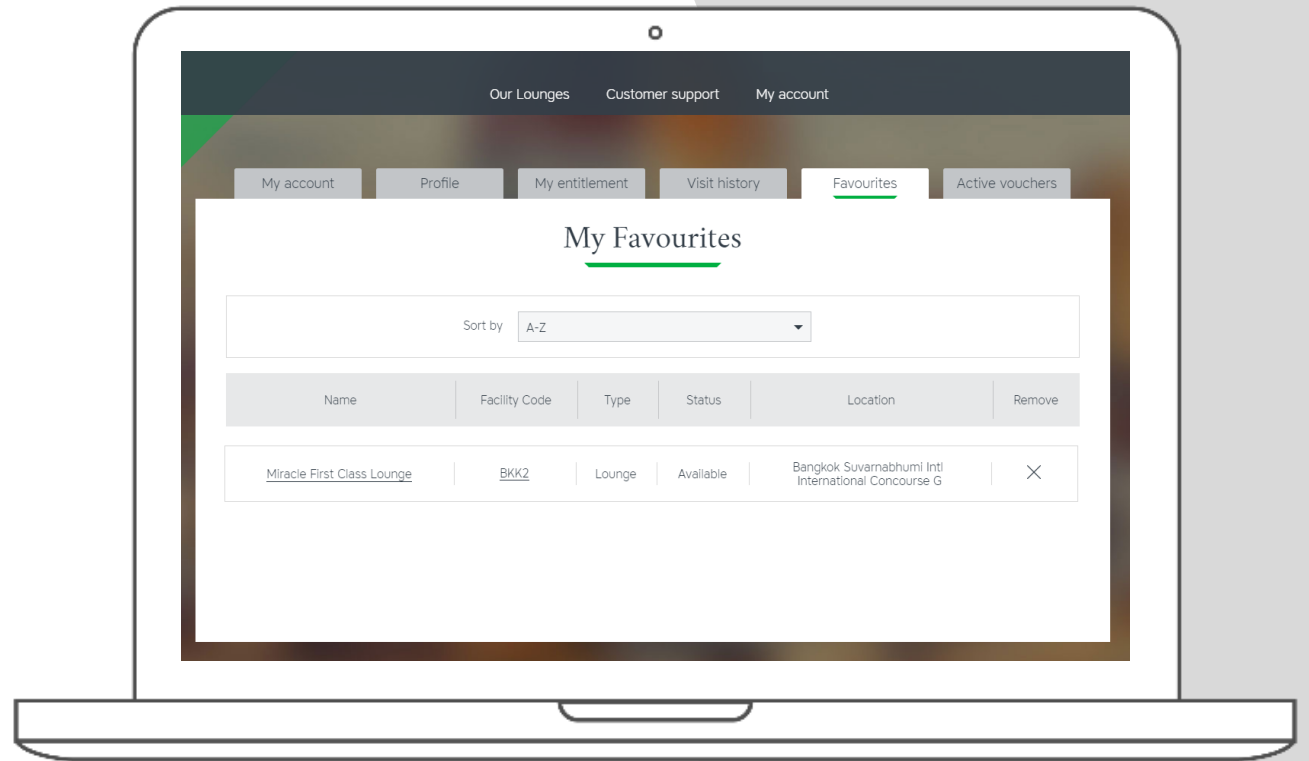 Our Lounges Customer support My account
My account Profile My entitlement Visit history Favourites Active vouchers
My Favourites
Sort by A-Z
Name Facility Code Type Status Location Remove
Miracle First Class Lounge BKK2 Lounge Available Bangkok Suvarnabhumi Intl
International Concourse G